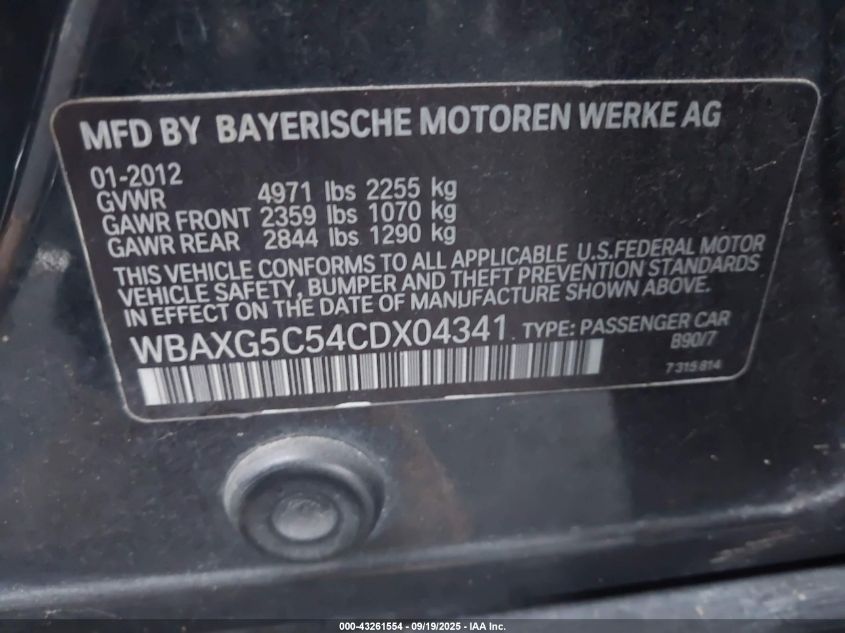 MFD BY BAYERISCHE MOTOREN WERKE AG
01-2012
GVWR 4971 lbs 2255 kg
GAWR FRONT 2359 lbs 1070 kg
GAWR REAR 2844 lbs 1290 kg
THIS VEHICLE CONFORMS TO ALL APPLICABLE U.S.FEDERAL MOTOR
VEHICLE SAFETY, BUMPER AND THEFT PREVENTION STANDARDS
IN EFFECT ON THE DATE OF MANUFACTURE SHOWN ABOVE.
WBAXG5C54CDX04341 TYPE: PASSENGER CAR
B90/7
7 315 814
000-43261554 - 09/19/2025 - IAA Inc.